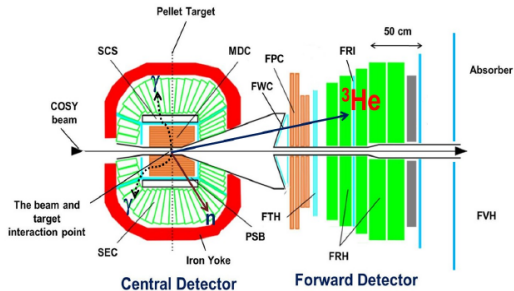 Pellet Target
SCS
MDC
FPC
FRI
50 cm
Absorber
FWC
γ
³He
COSY
beam
γ
n
The beam and
target
interaction point
SEC
PSB
Iron Yoke
FTH
FRH
FVH
Central Detector
Forward Detector